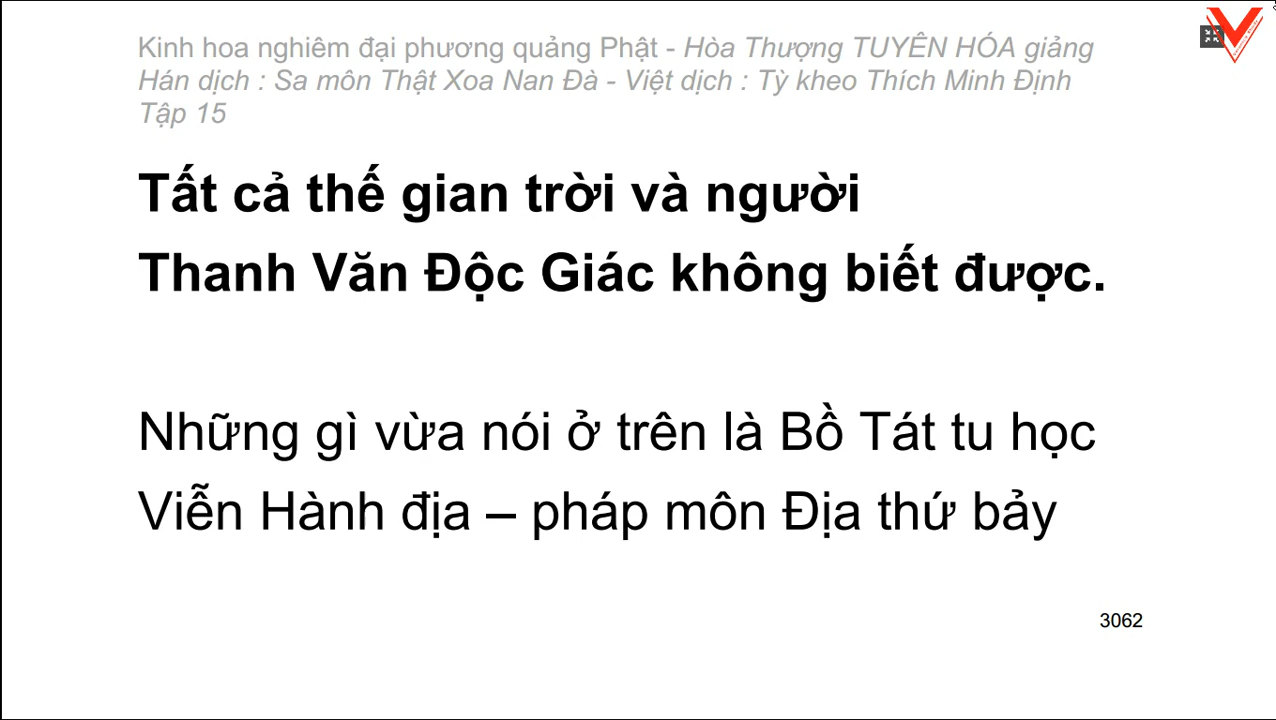 Kinh hoa nghiêm đại phương quảng Phật - Hòa Thượng TUYÊN HÓA giảng
Hán dịch : Sa môn Thật Xoa Nan Đà - Việt dịch : Tỳ kheo Thích Minh Định
Tập 15
Tất cả thế gian trời và người
Thanh Văn Độc Giác không biết được.
Những gì vừa nói ở trên là Bồ Tát tu học
Viễn Hành địa – pháp môn Địa thứ bảy
3062